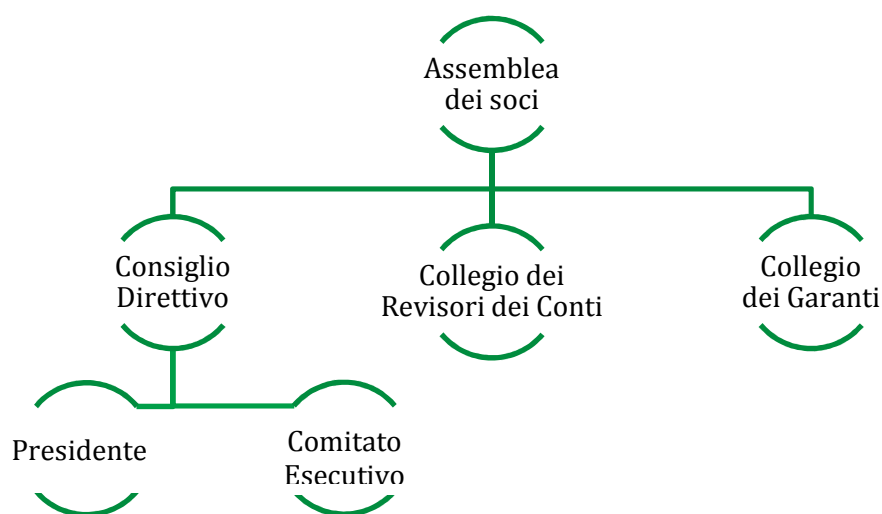 Assemblea
dei soci
Consiglio
Direttivo
Collegio dei
Revisori dei Conti
Collegio
dei Garanti
Presidente
Comitato
Esecutivo